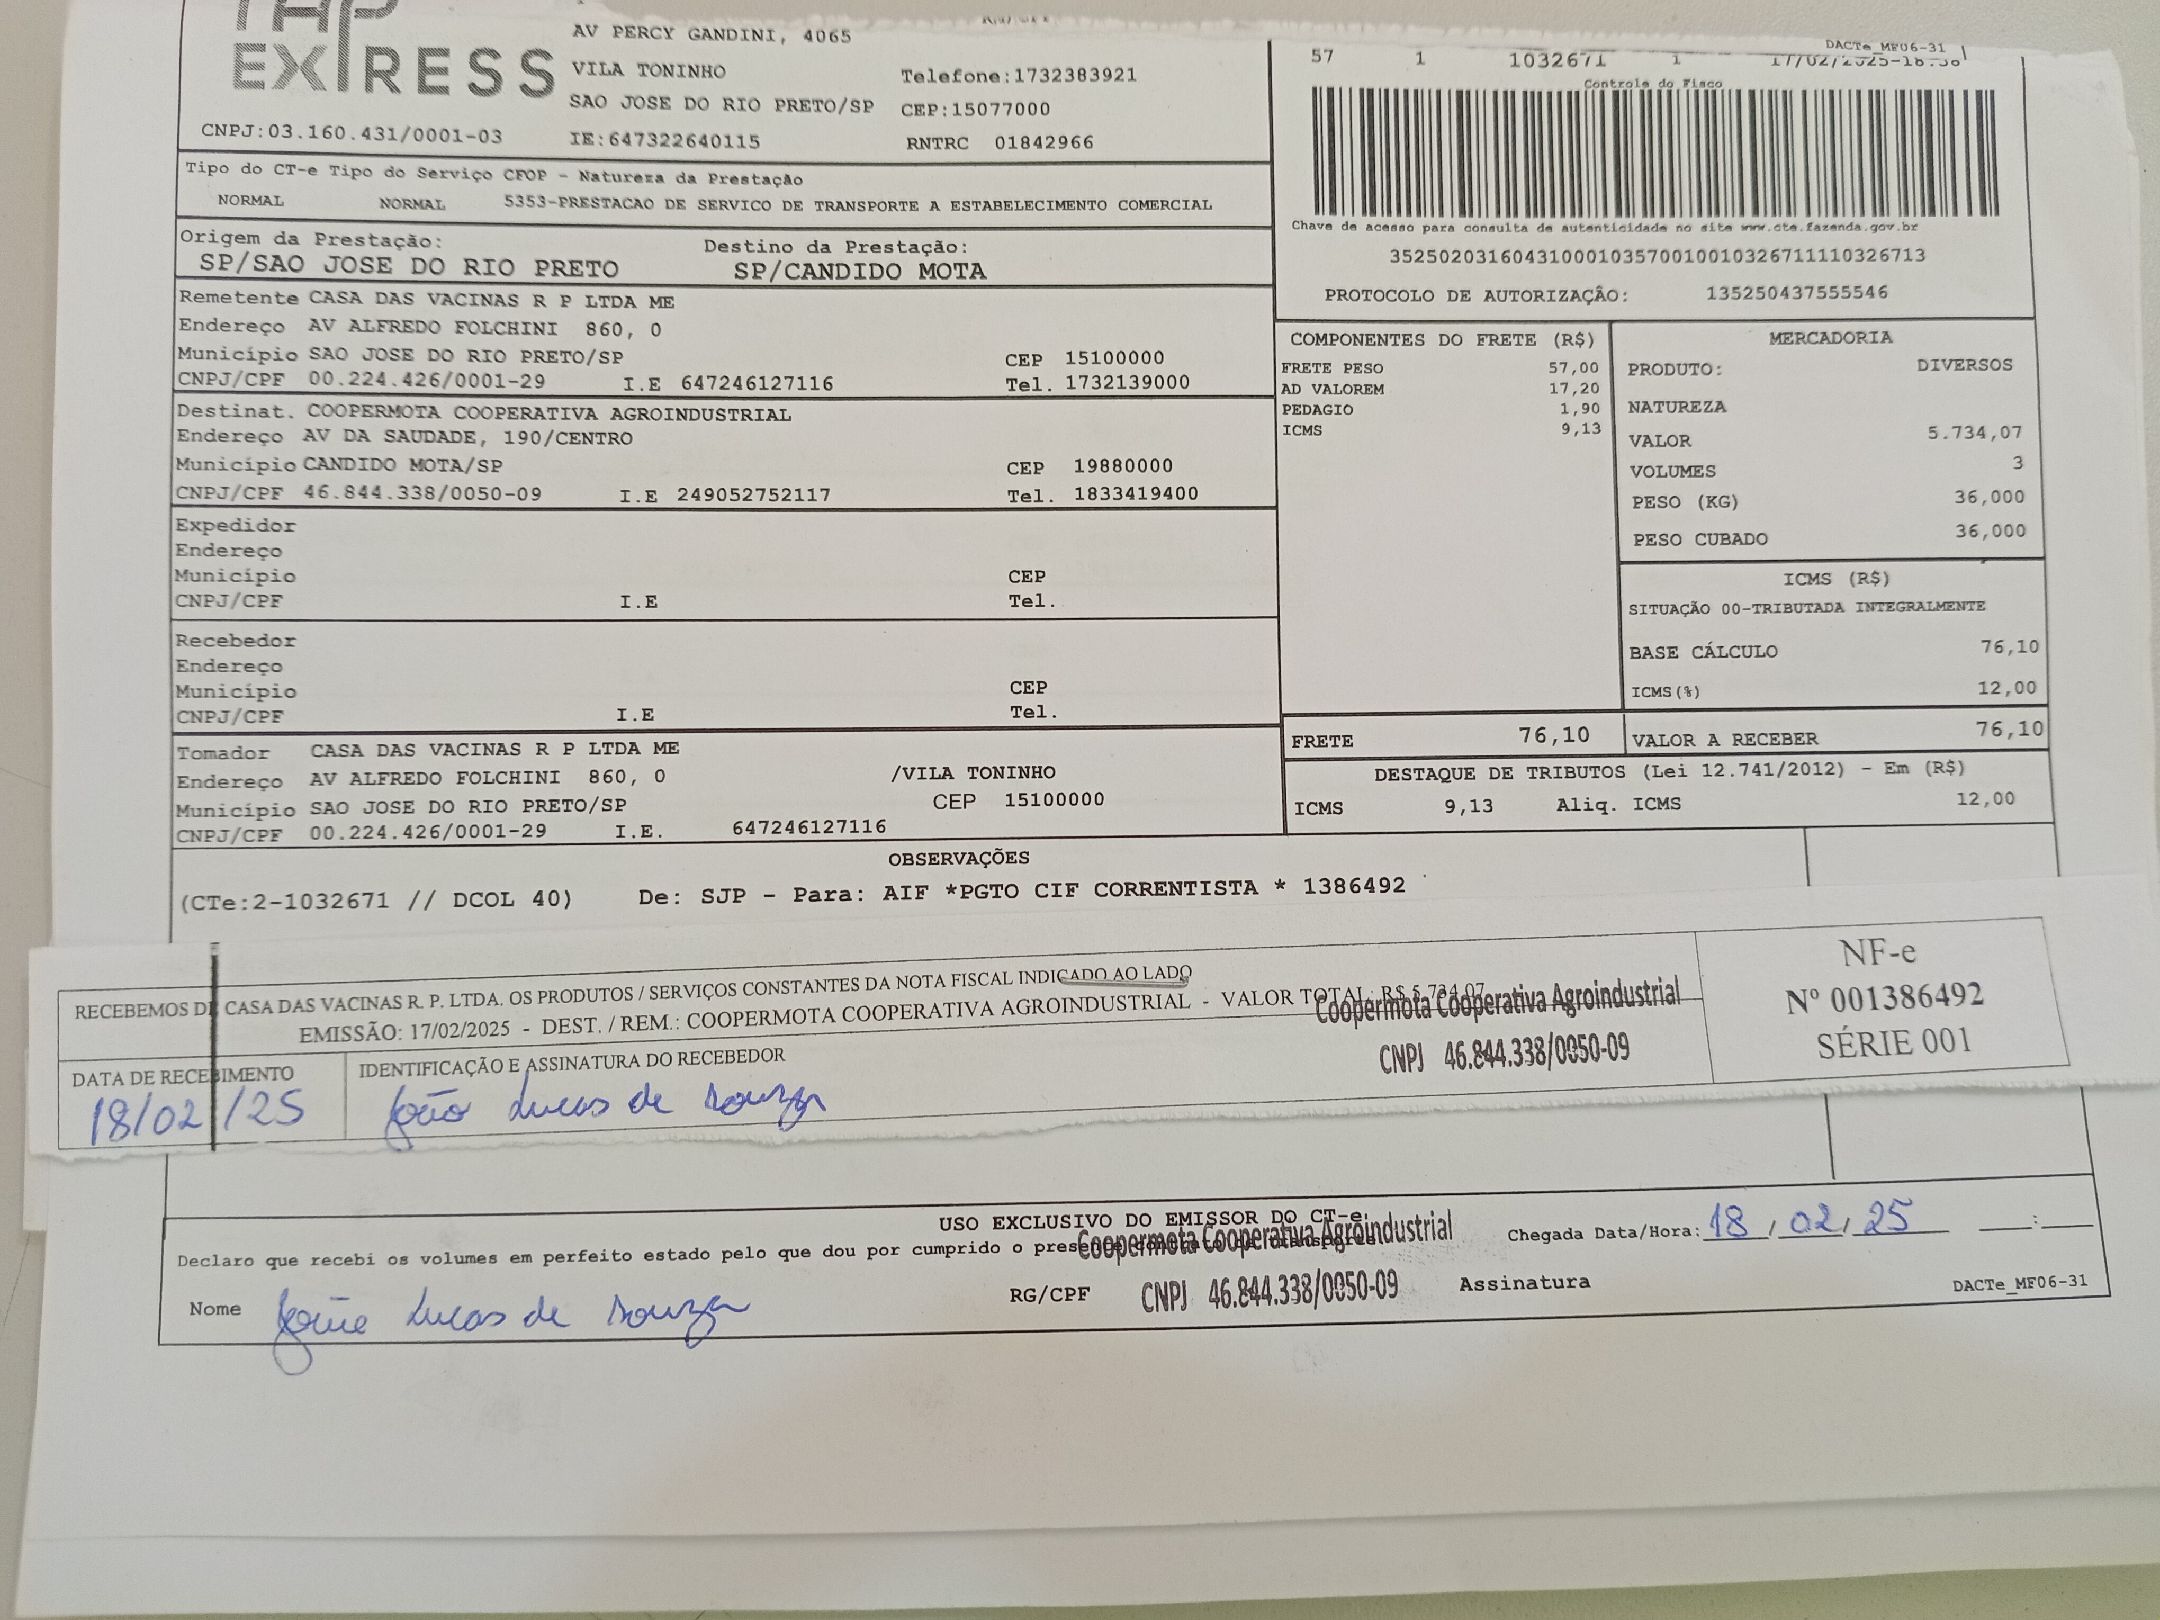 EXPRESS
AV PERCY GANDINI, 4065
VILA TONINHO
Telefone:1732383921
SAO JOSE DO RIO PRETO/SP
CEP:15077000
CNPJ:03.160.431/0001-03
IE:647322640115
RNTRC 01842966
DACTe_MF06-31
57 1 1032671 1 17/02/2025-18:58
Controle do Fisco
Chave de acesso para consulta de autenticidade no site www.cte.fazenda.gov.br
35250203160431000103570010010326711110326713
PROTOCOLO DE AUTORIZAÇÃO: 135250437555546
Tipo do CT-e Tipo do Serviço CFOP - Natureza da Prestação
NORMAL NORMAL 5353-PRESTACAO DE SERVICO DE TRANSPORTE A ESTABELECIMENTO COMERCIAL
Origem da Prestação: Destino da Prestação:
SP/SAO JOSE DO RIO PRETO SP/CANDIDO MOTA
Remetente CASA DAS VACINAS R P LTDA ME
Endereço AV ALFREDO FOLCHINI 860, 0
Município SAO JOSE DO RIO PRETO/SP CEP 15100000
CNPJ/CPF 00.224.426/0001-29 I.E 647246127116 Tel. 1732139000
Destinat. COOPERMOTA COOPERATIVA AGROINDUSTRIAL
Endereço AV DA SAUDADE, 190/CENTRO
Município CANDIDO MOTA/SP CEP 19880000
CNPJ/CPF 46.844.338/0050-09 I.E 249052752117 Tel. 1833419400
Expedidor
Endereço
Município CEP
CNPJ/CPF I.E Tel.
Recebedor
Endereço
Município CEP
CNPJ/CPF I.E Tel.
Tomador CASA DAS VACINAS R P LTDA ME
Endereço AV ALFREDO FOLCHINI 860, 0 /VILA TONINHO
Município SAO JOSE DO RIO PRETO/SP CEP 15100000
CNPJ/CPF 00.224.426/0001-29 I.E. 647246127116
COMPONENTES DO FRETE (R$)
FRETE PESO 57,00
AD VALOREM 17,20
PEDAGIO 1,90
ICMS 9,13
MERCADORIA
PRODUTO: DIVERSOS
NATUREZA
VALOR 5.734,07
VOLUMES 3
PESO (KG) 36,000
PESO CUBADO 36,000
ICMS (R$)
SITUAÇÃO 00-TRIBUTADA INTEGRALMENTE
BASE CÁLCULO 76,10
ICMS(%) 12,00
FRETE 76,10 VALOR A RECEBER 76,10
DESTAQUE DE TRIBUTOS (Lei 12.741/2012) - Em (R$)
ICMS 9,13 Aliq. ICMS 12,00
OBSERVAÇÕES
(CTe:2-1032671 // DCOL 40) De: SJP - Para: AIF *PGTO CIF CORRENTISTA * 1386492
RECEBEMOS DE CASA DAS VACINAS R. P. LTDA. OS PRODUTOS / SERVIÇOS CONSTANTES DA NOTA FISCAL INDICADO AO LADO
EMISSÃO: 17/02/2025 - DEST. / REM.: COOPERMOTA COOPERATIVA AGROINDUSTRIAL - VALOR TOTAL: R$ 5.734,07
Coopermota Cooperativa Agroindustrial
CNPJ 46.844.338/0050-09
NF-e
Nº 001386492
SÉRIE 001
DATA DE RECEBIMENTO
18/02/25
IDENTIFICAÇÃO E ASSINATURA DO RECEBEDOR
João Lucas de Souza
USO EXCLUSIVO DO EMISSOR DO CT-e.
Coopermota Cooperativa Agroindustrial
Chegada Data/Hora: 18/02/25 __:__
Declaro que recebi os volumes em perfeito estado pelo que dou por cumprido o presente
Nome João Lucas de Souza
RG/CPF CNPJ 46.844.338/0050-09
Assinatura
DACTe_MF06-31